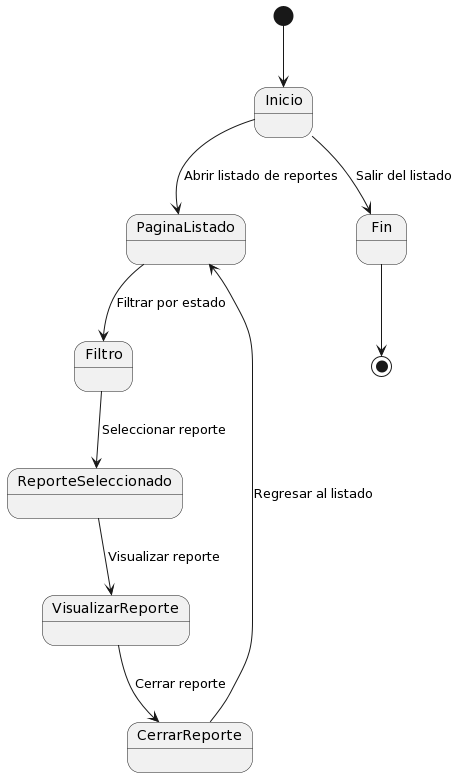 Inicio
Abrir listado de reportes
Salir del listado
PaginaListado
Fin
Filtrar por estado
Filtro
Seleccionar reporte
ReporteSeleccionado
Regresar al listado
Visualizar reporte
VisualizarReporte
Cerrar reporte
CerrarReporte